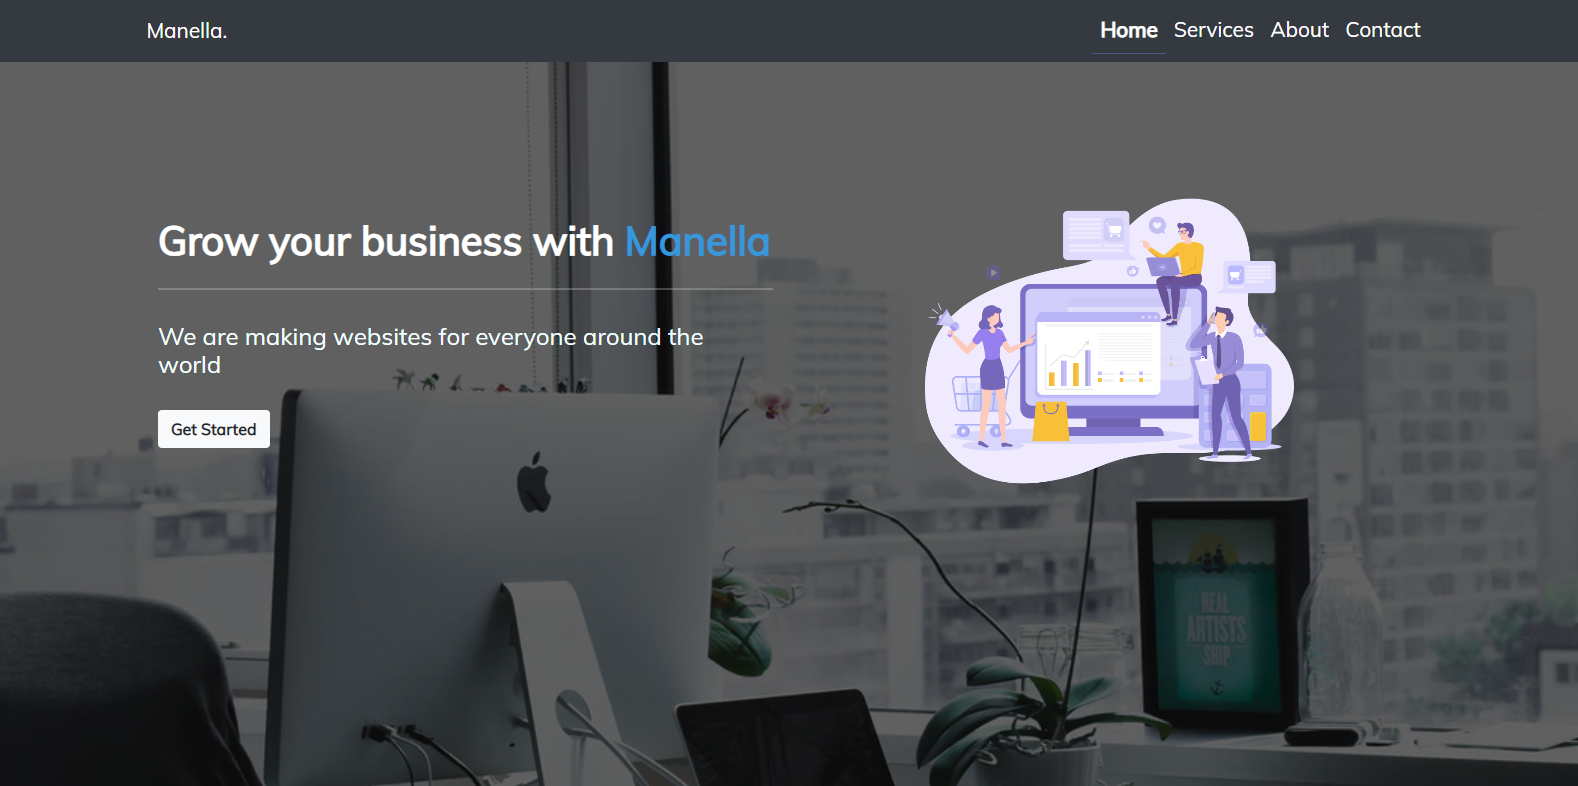 Manella.
Home Services About Contact
Grow your business with Manella
We are making websites for everyone around the
world
Get Started
REAL
ARTISTS
SHIP